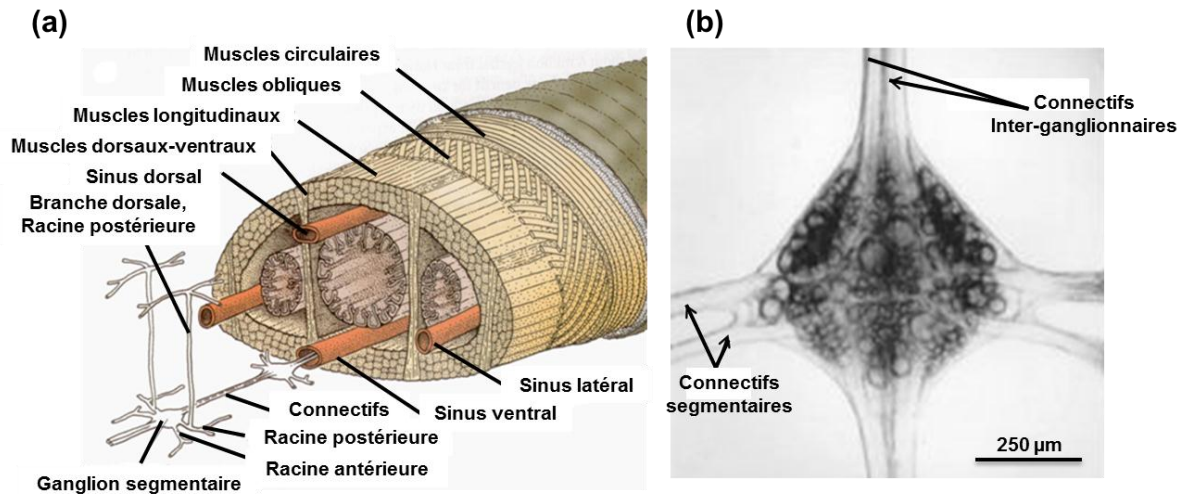 (a)
Muscles circulaires
Muscles obliques
Muscles longitudinaux
Muscles dorsaux-ventraux
Sinus dorsal
Branche dorsale,
Racine postérieure
Sinus latéral
Connectifs
Sinus ventral
Racine postérieure
Racine antérieure
Ganglion segmentaire
(b)
Connectifs
Inter-ganglionnaires
Connectifs
segmentaires
250 µm